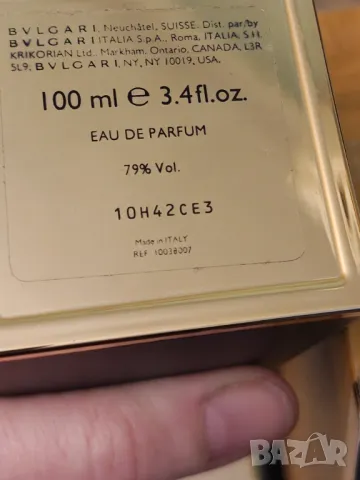 BVLGARI, Neuchâtel, SUISSE. Dist. par/by
BVLGARI ITALIA S.p.A., Roma, ITALIA, S.H.
KRIKORIAN Ltd., Markham, Ontario, CANADA, L3R
5L9, BVLGARI, NY, NY 10019, USA.
100 ml e 3.4fl.oz.
EAU DE PARFUM
79% Vol.
10H42CE3
Made in ITALY
REF. 10038007
BAZAR
bg